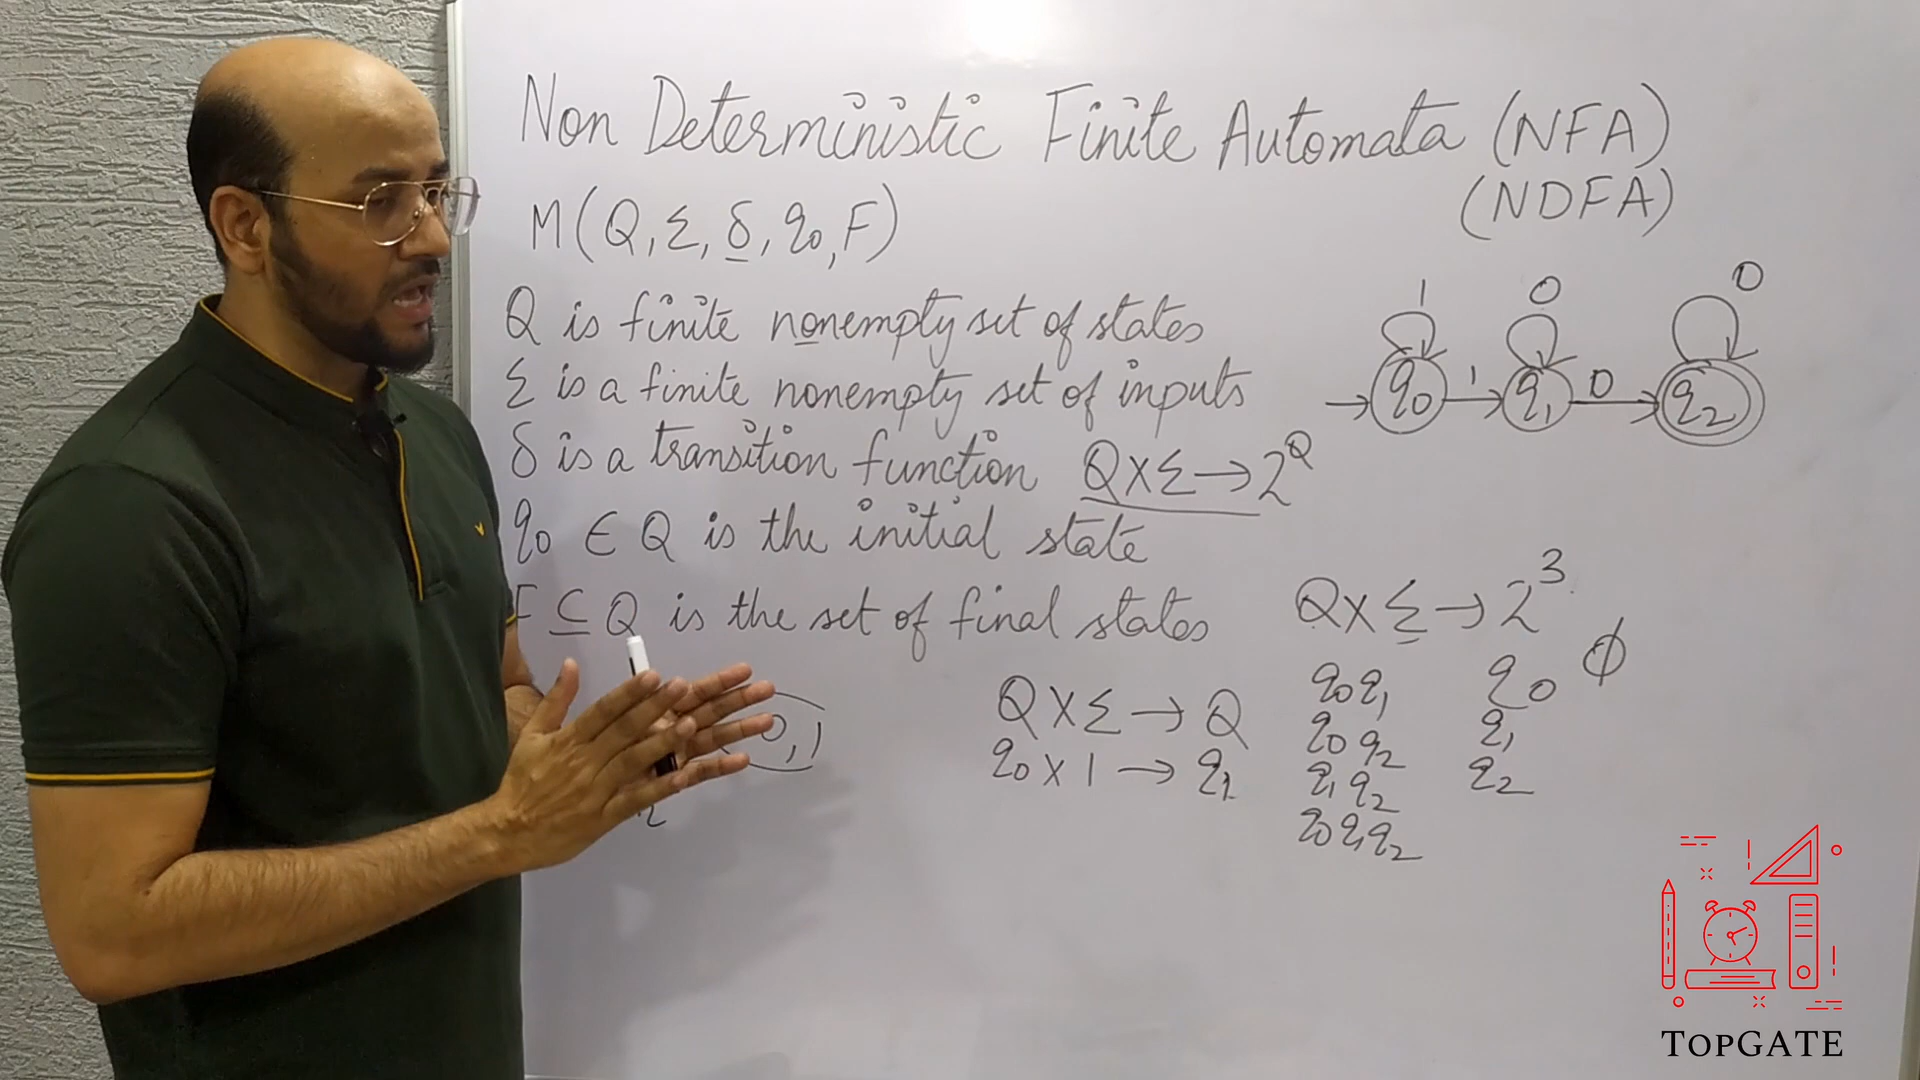 Non Deterministic Finite Automata (NFA)
(NDFA)
M(Q, Σ, δ, q0, F)
Q is finite nonempty set of states
Σ is a finite nonempty set of inputs
δ is a transition function Q×Σ→2^Q
q0 ∈ Q is the initial state
F ⊆ Q is the set of final states
1 0 0
q0 1 q1 0 q2
Q×Σ→2^3
q0q1 q0 φ
q0q2 q1
q1q2 q2
q0q1q2
Q×Σ→Q
q0×1→q1
0,1
TopGATE